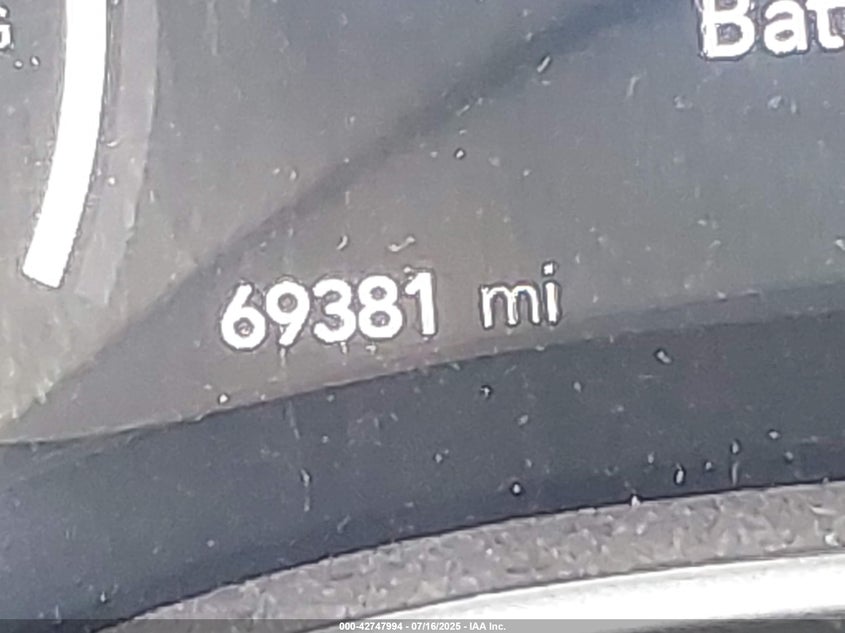 G
Bat
69381 mi
000-42747994 - 07/16/2025 - IAA Inc.